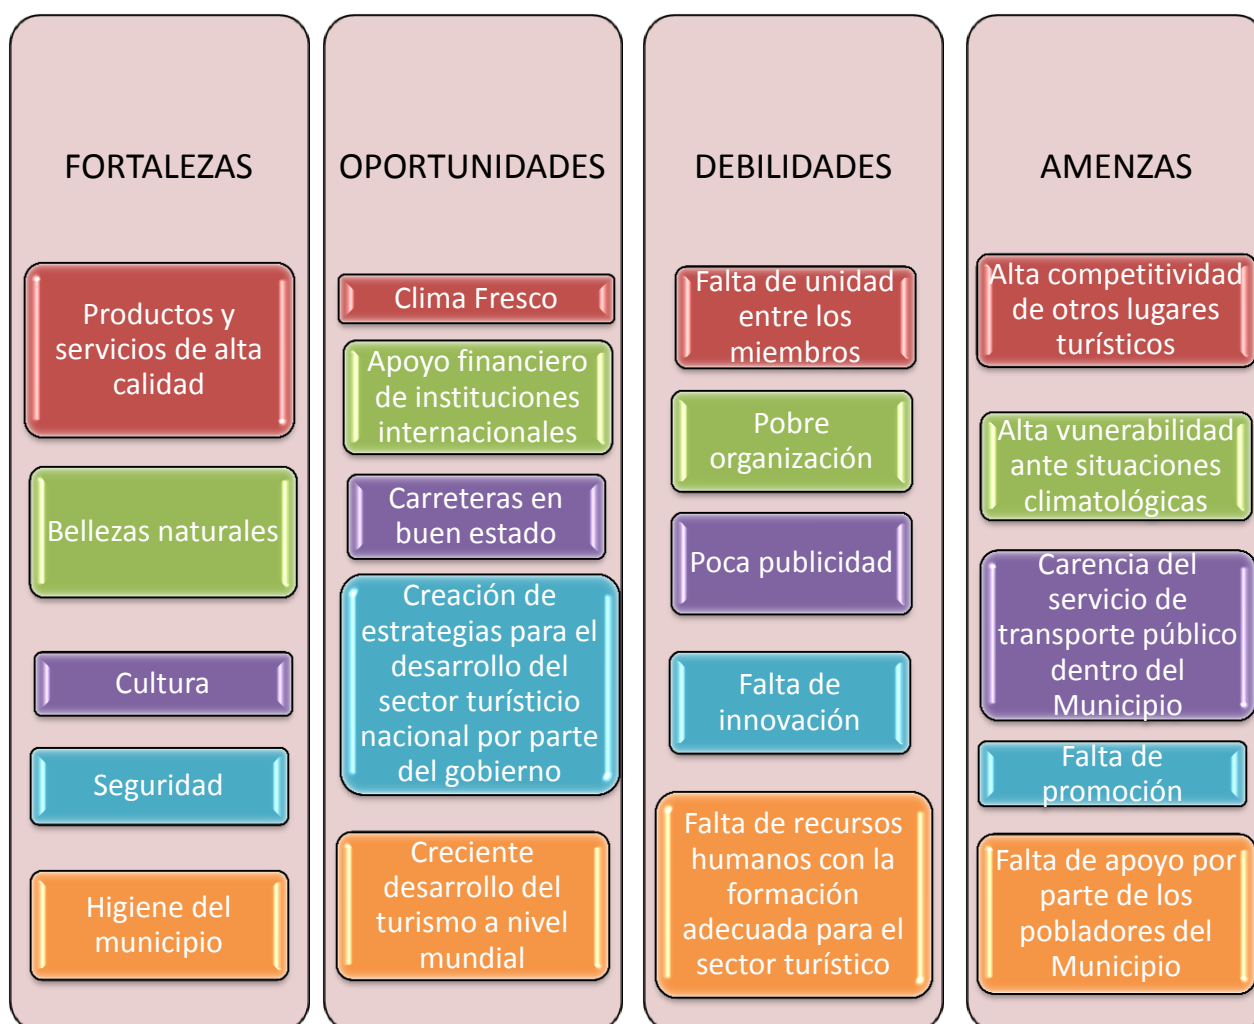 FORTALEZAS
Productos y
servicios de alta
calidad
Bellezas naturales
Cultura
Seguridad
Higiene del
municipio
OPORTUNIDADES
Clima Fresco
Apoyo financiero
de instituciones
internacionales
Carreteras en
buen estado
Creación de
estrategias para el
desarrollo del
sector turísticio
nacional por parte
del gobierno
Creciente
desarrollo del
turismo a nivel
mundial
DEBILIDADES
Falta de unidad
entre los
miembros
Pobre
organización
Poca publicidad
Falta de
innovación
Falta de recursos
humanos con la
formación
adecuada para el
sector turístico
AMENZAS
Alta competitividad
de otros lugares
turísticos
Alta vunerabilidad
ante situaciones
climatológicas
Carencia del
servicio de
transporte público
dentro del
Municipio
Falta de
promoción
Falta de apoyo por
parte de los
pobladores del
Municipio